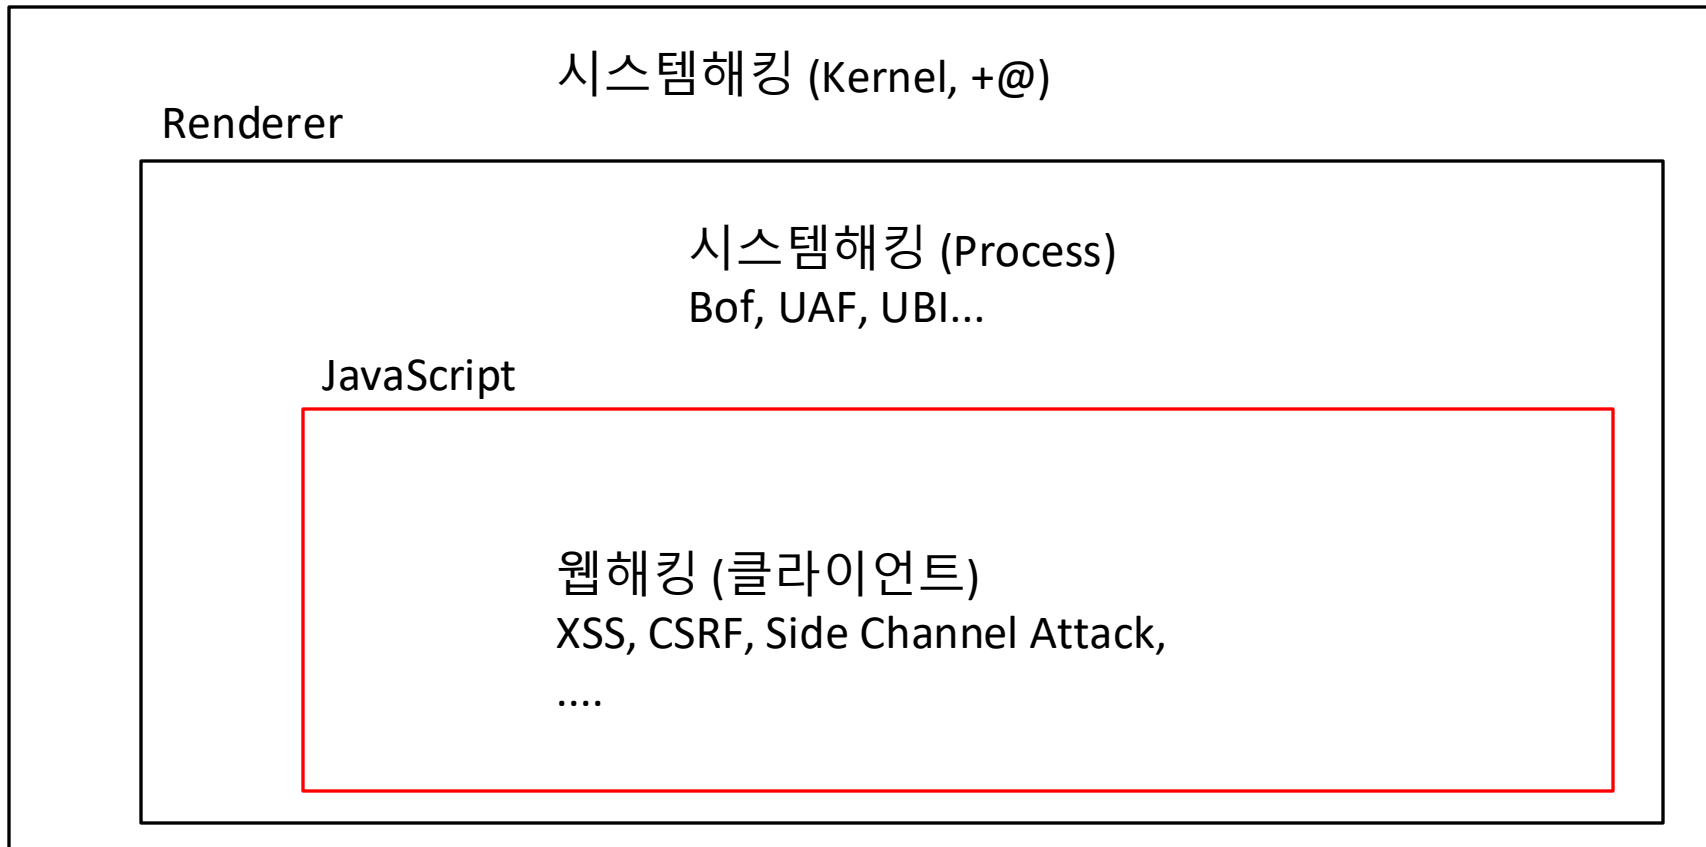 시스템해킹 (Kernel, +@)
Renderer
시스템해킹 (Process)
Bof, UAF, UBI...
JavaScript
웹해킹 (클라이언트)
XSS, CSRF, Side Channel Attack,
....